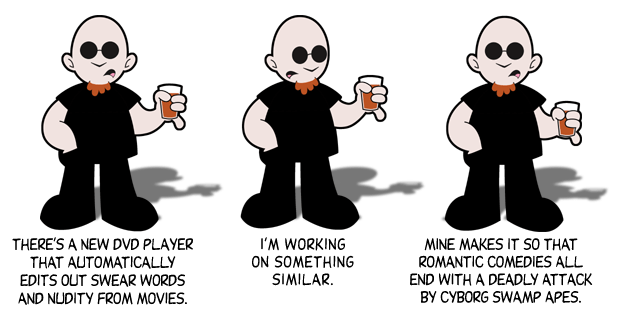 THERE'S A NEW DVD PLAYER
THAT AUTOMATICALLY
EDITS OUT SWEAR WORDS
AND NUDITY FROM MOVIES.
I'M WORKING
ON SOMETHING
SIMILAR.
MINE MAKES IT SO THAT
ROMANTIC COMEDIES ALL
END WITH A DEADLY ATTACK
BY CYBORG SWAMP APES.